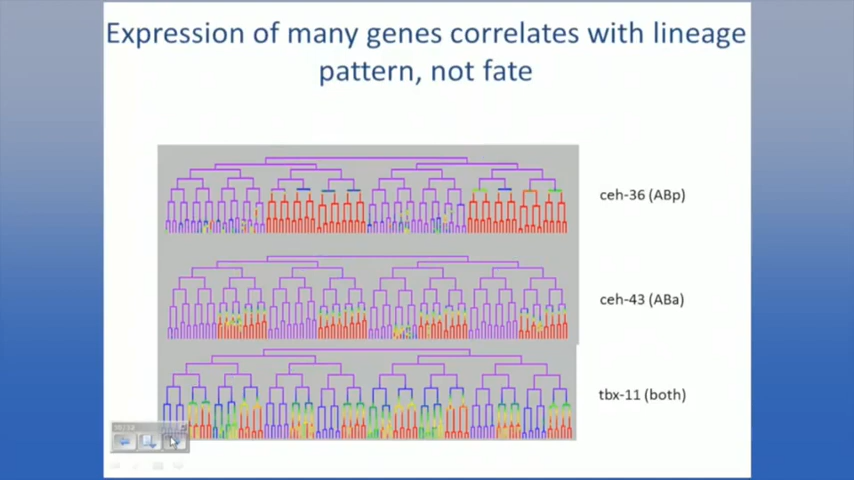 Expression of many genes correlates with lineage
pattern, not fate
ceh-36 (ABp)
ceh-43 (ABa)
tbx-11 (both)